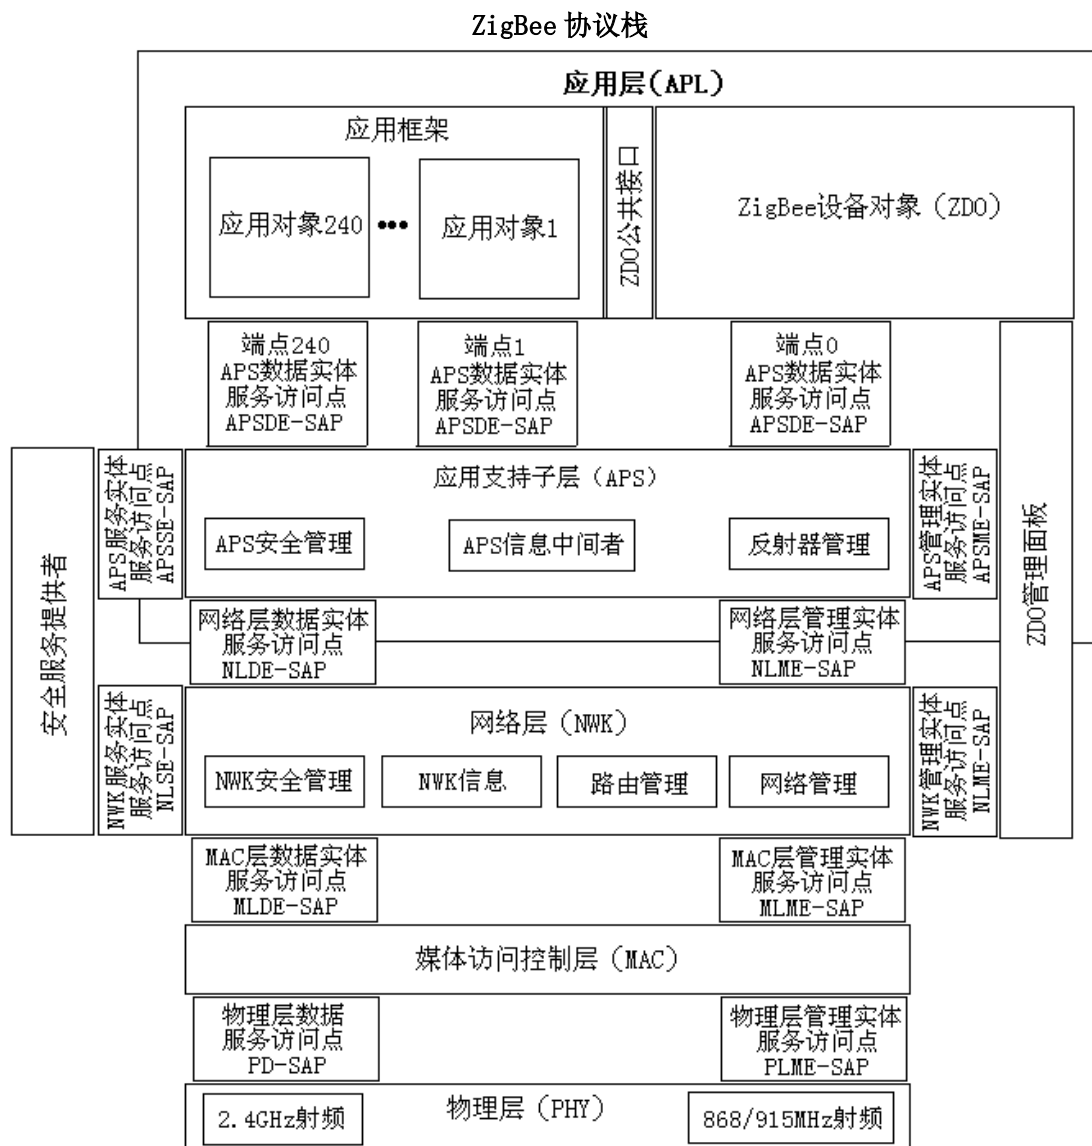 ZigBee 协议栈
应用层(APL)
应用框架
应用对象240
•••
应用对象1
ZDO公共接口
ZigBee设备对象（ZDO）
端点240
APS数据实体
服务访问点
APSDE-SAP
端点1
APS数据实体
服务访问点
APSDE-SAP
端点0
APS数据实体
服务访问点
APSDE-SAP
安全服务提供者
APS服务实体
服务访问点
APSSE-SAP
应用支持子层（APS）
APS安全管理
APS信息中间者
反射器管理
APS管理实体
服务访问点
APSME-SAP
ZDO管理面板
网络层数据实体
服务访问点
NLDE-SAP
网络层管理实体
服务访问点
NLME-SAP
NWK服务实体
服务访问点
NLSE-SAP
网络层（NWK）
NWK安全管理
NWK信息
路由管理
网络管理
NWK管理实体
服务访问点
NLME-SAP
MAC层数据实体
服务访问点
MLDE-SAP
MAC层管理实体
服务访问点
MLME-SAP
媒体访问控制层（MAC）
物理层数据
服务访问点
PD-SAP
物理层管理实体
服务访问点
PLME-SAP
物理层（PHY）
2.4GHz射频
868/915MHz射频